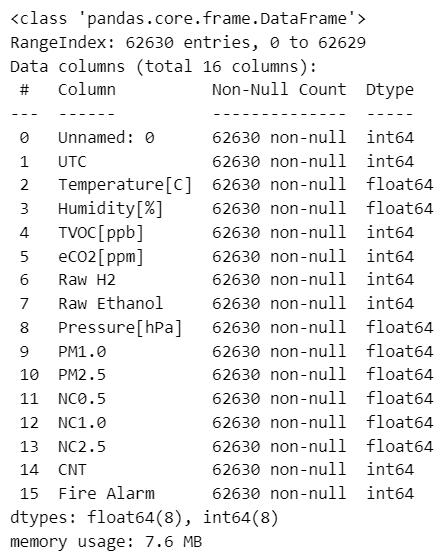 <class 'pandas.core.frame.DataFrame'>
RangeIndex: 62630 entries, 0 to 62629
Data columns (total 16 columns):
 #   Column          Non-Null Count  Dtype
---  ------          --------------  -----
 0   Unnamed: 0      62630 non-null  int64
 1   UTC             62630 non-null  int64
 2   Temperature[C]  62630 non-null  float64
 3   Humidity[%]     62630 non-null  float64
 4   TVOC[ppb]       62630 non-null  int64
 5   eCO2[ppm]       62630 non-null  int64
 6   Raw H2          62630 non-null  int64
 7   Raw Ethanol     62630 non-null  int64
 8   Pressure[hPa]   62630 non-null  float64
 9   PM1.0           62630 non-null  float64
 10  PM2.5           62630 non-null  float64
 11  NC0.5           62630 non-null  float64
 12  NC1.0           62630 non-null  float64
 13  NC2.5           62630 non-null  float64
 14  CNT             62630 non-null  int64
 15  Fire Alarm      62630 non-null  int64
dtypes: float64(8), int64(8)
memory usage: 7.6 MB